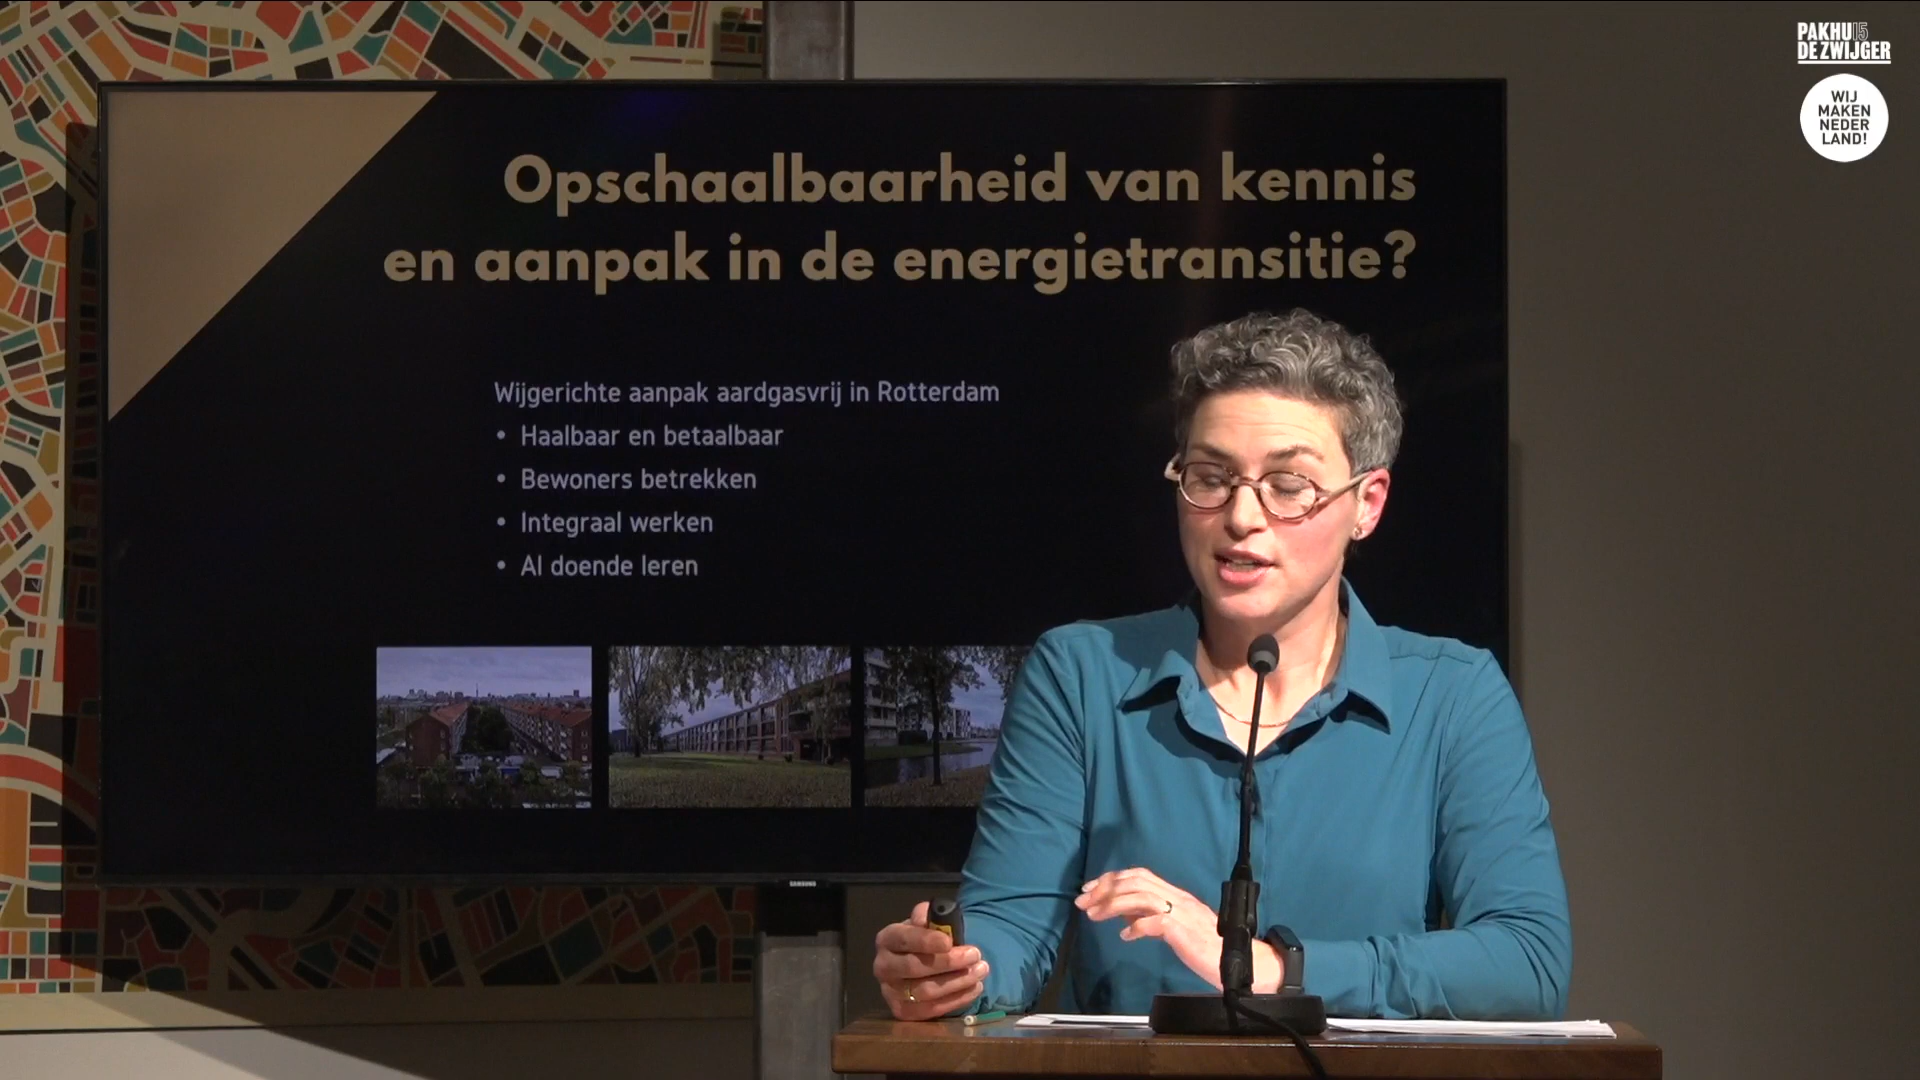 PAKHU15
DE ZWIJGER
WIJ
MAKEN
NEDER
LAND!
Opschaalbaarheid van kennis
en aanpak in de energietransitie?
Wijgerichte aanpak aardgasvrij in Rotterdam
• Haalbaar en betaalbaar
• Bewoners betrekken
• Integraal werken
• Al doende leren
SAMSUNG